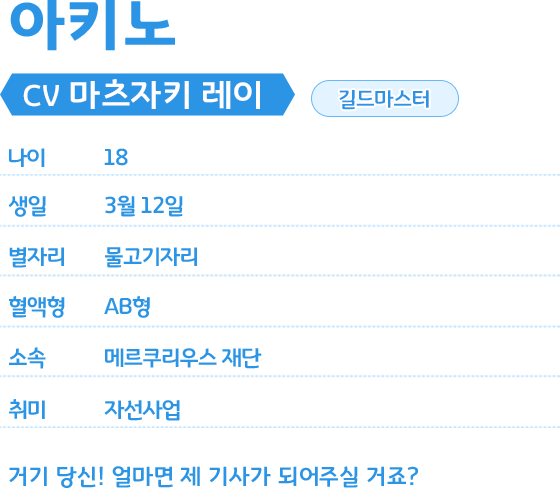 아키노
CV 마츠자키 레이 길드마스터
나이 18
생일 3월 12일
별자리 물고기자리
혈액형 AB형
소속 메르쿠리우스 재단
취미 자선사업
거기 당신! 얼마면 제 기사가 되어주실 거죠?